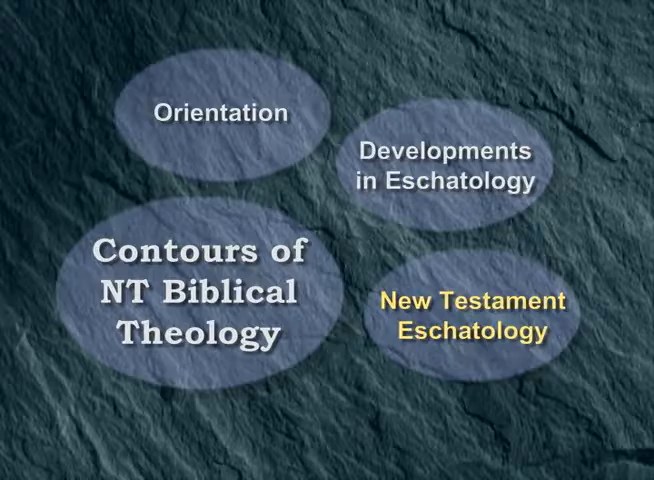 Orientation
Developments
in Eschatology
Contours of
NT Biblical
Theology
New Testament
Eschatology